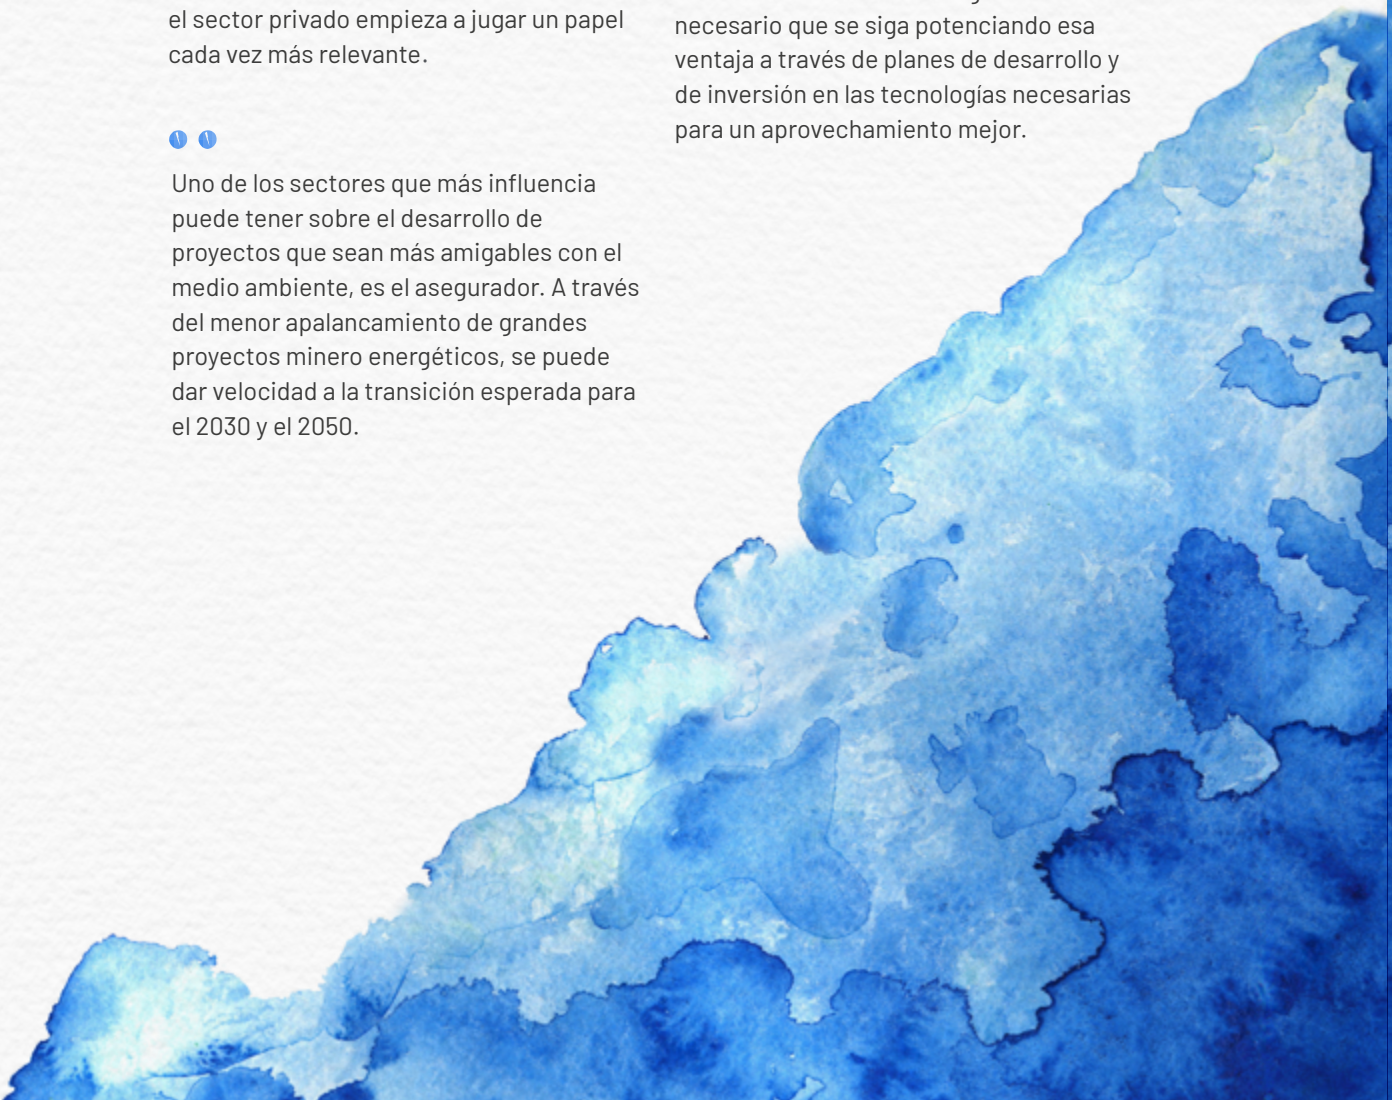 el sector privado empieza a jugar un papel
cada vez más relevante.
Uno de los sectores que más influencia
puede tener sobre el desarrollo de
proyectos que sean más amigables con el
medio ambiente, es el asegurador. A través
del menor apalancamiento de grandes
proyectos minero energéticos, se puede
dar velocidad a la transición esperada para
el 2030 y el 2050.
necesario que se siga potenciando esa
ventaja a través de planes de desarrollo y
de inversión en las tecnologías necesarias
para un aprovechamiento mejor.